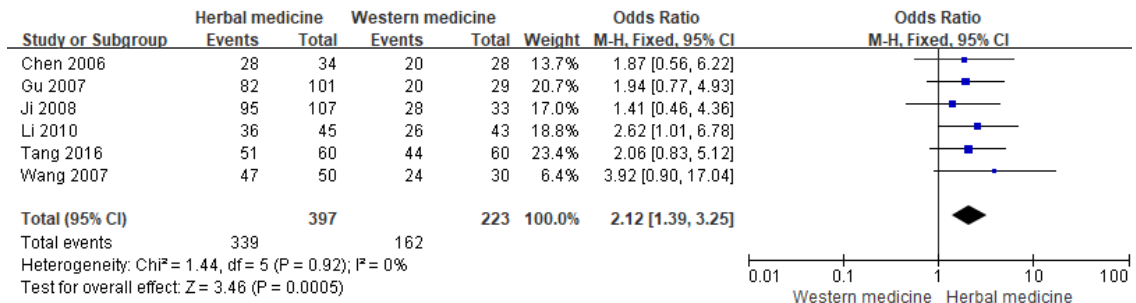 Herbal medicine Western medicine Odds Ratio Odds Ratio
Study or Subgroup Events Total Events Total Weight M-H, Fixed, 95% CI M-H, Fixed, 95% CI
Chen 2006 28 34 20 28 13.7% 1.87 [0.56, 6.22]
Gu 2007 82 101 20 29 20.7% 1.94 [0.77, 4.93]
Ji 2008 95 107 28 33 17.0% 1.41 [0.46, 4.36]
Li 2010 36 45 26 43 18.8% 2.62 [1.01, 6.78]
Tang 2016 51 60 44 60 23.4% 2.06 [0.83, 5.12]
Wang 2007 47 50 24 30 6.4% 3.92 [0.90, 17.04]
Total (95% CI) 397 223 100.0% 2.12 [1.39, 3.25]
Total events 339 162
Heterogeneity: Chi² = 1.44, df = 5 (P = 0.92); I² = 0%
Test for overall effect: Z = 3.46 (P = 0.0005)
0.01 0.1 1 10 100
Western medicine Herbal medicine